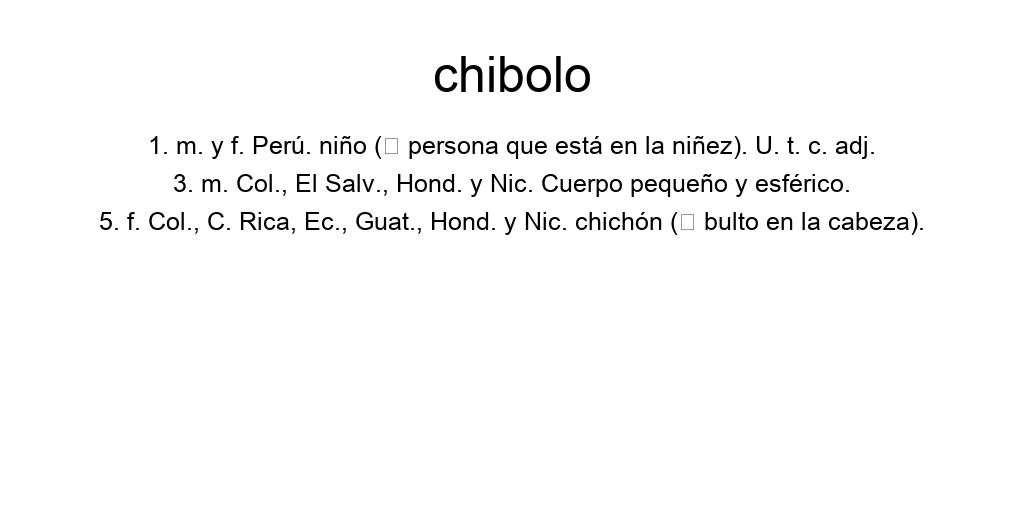 chibolo
1. m. y f. Perú. niño (▯ persona que está en la niñez). U. t. c. adj.
3. m. Col., El Salv., Hond. y Nic. Cuerpo pequeño y esférico.
5. f. Col., C. Rica, Ec., Guat., Hond. y Nic. chichón (▯ bulto en la cabeza).